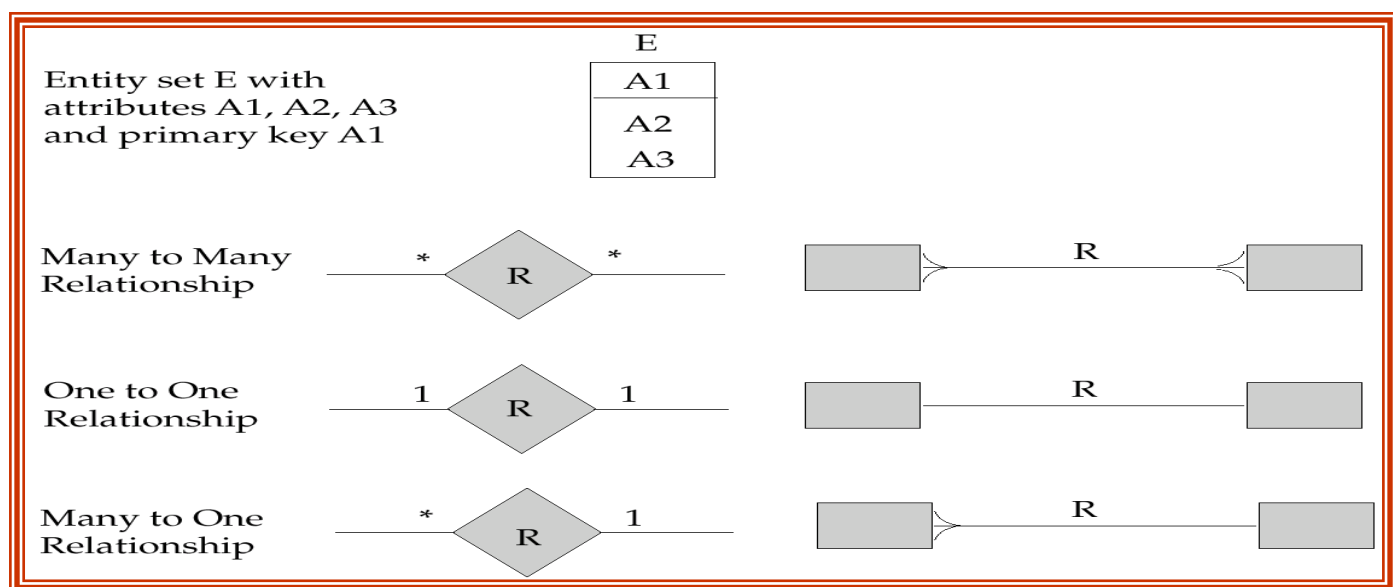 E
Entity set E with
attributes A1, A2, A3
and primary key A1
A1
A2
A3
Many to Many
Relationship
* R *
R
One to One
Relationship
1 R 1
R
Many to One
Relationship
* R 1
R